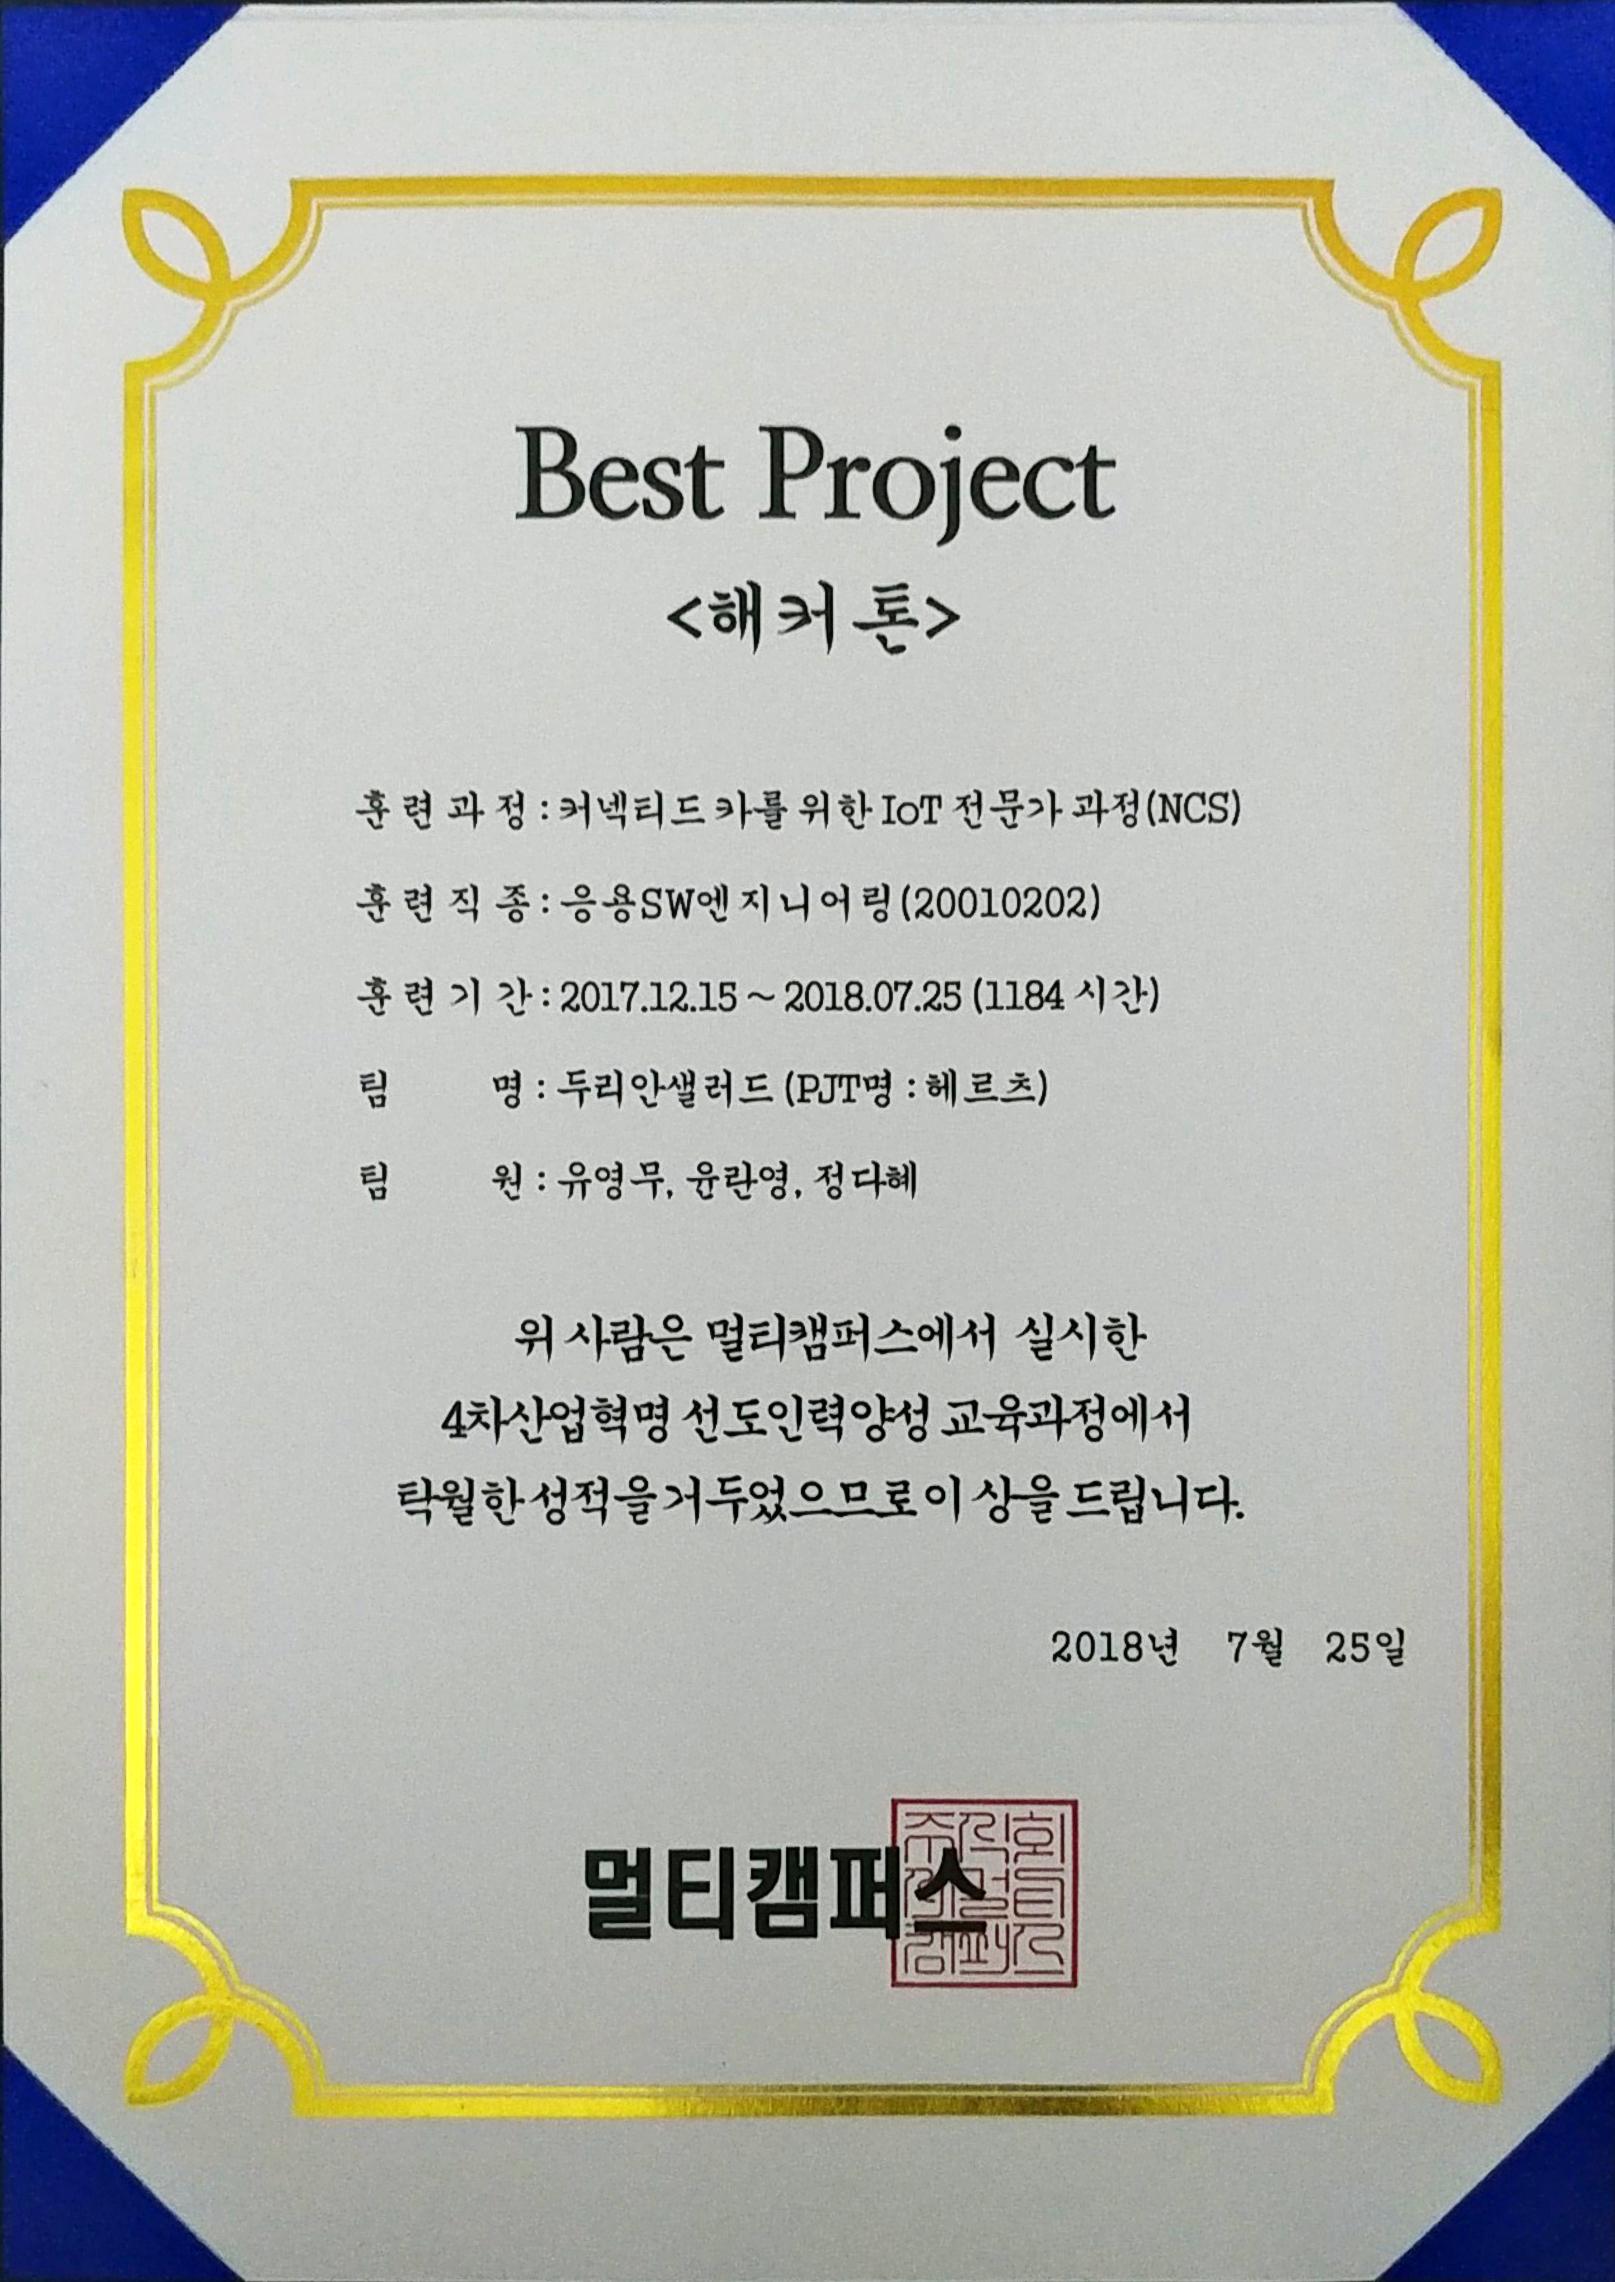 Best Project
<해커톤>
훈련과정 : 커넥티드카를 위한 IoT 전문가 과정(NCS)
훈련직종 : 응용SW엔지니어링(20010202)
훈련기간 : 2017.12.15 ~ 2018.07.25 (1184 시간)
팀 명 : 두리안샐러드 (PJT명 : 헤르츠)
팀 원 : 유영무, 윤란영, 정다혜
위 사람은 멀티캠퍼스에서 실시한
4차산업혁명 선도인력양성 교육과정에서
탁월한 성적을 거두었으므로 이 상을 드립니다.
2018년 7월 25일
멀티캠퍼스
주식회
사멀티
캠퍼스